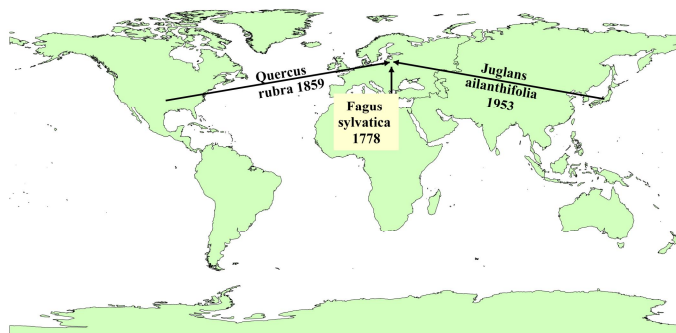 Quercus
rubra 1859
Juglans
ailanthifolia
1953
Fagus
sylvatica
1778